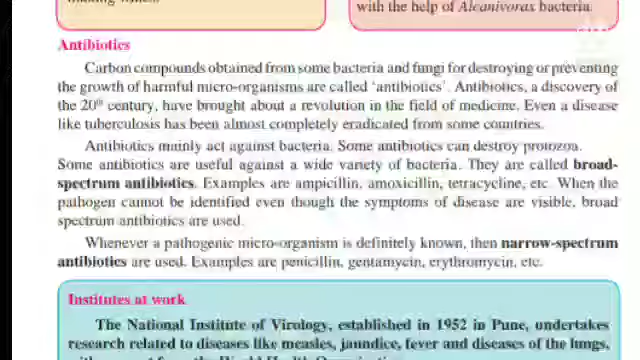 with the help of Alcanivorax bacteria.
Antibiotics
Carbon compounds obtained from some bacteria and fungi for destroying or preventing
the growth of harmful micro-organisms are called 'antibiotics'. Antibiotics, a discovery of
the 20th century, have brought about a revolution in the field of medicine. Even a disease
like tuberculosis has been almost completely eradicated from some countries.
Antibiotics mainly act against bacteria. Some antibiotics can destroy protozoa.
Some antibiotics are useful against a wide variety of bacteria. They are called broad-
spectrum antibiotics. Examples are ampicillin, amoxicillin, tetracycline, etc. When the
pathogen cannot be identified even though the symptoms of disease are visible, broad
spectrum antibiotics are used.
Whenever a pathogenic micro-organism is definitely known, then narrow-spectrum
antibiotics are used. Examples are penicillin, gentamycin, erythromycin, etc.
Institutes at work
The National Institute of Virology, established in 1952 in Pune, undertakes
research related to diseases like measles, jaundice, fever and diseases of the lungs,